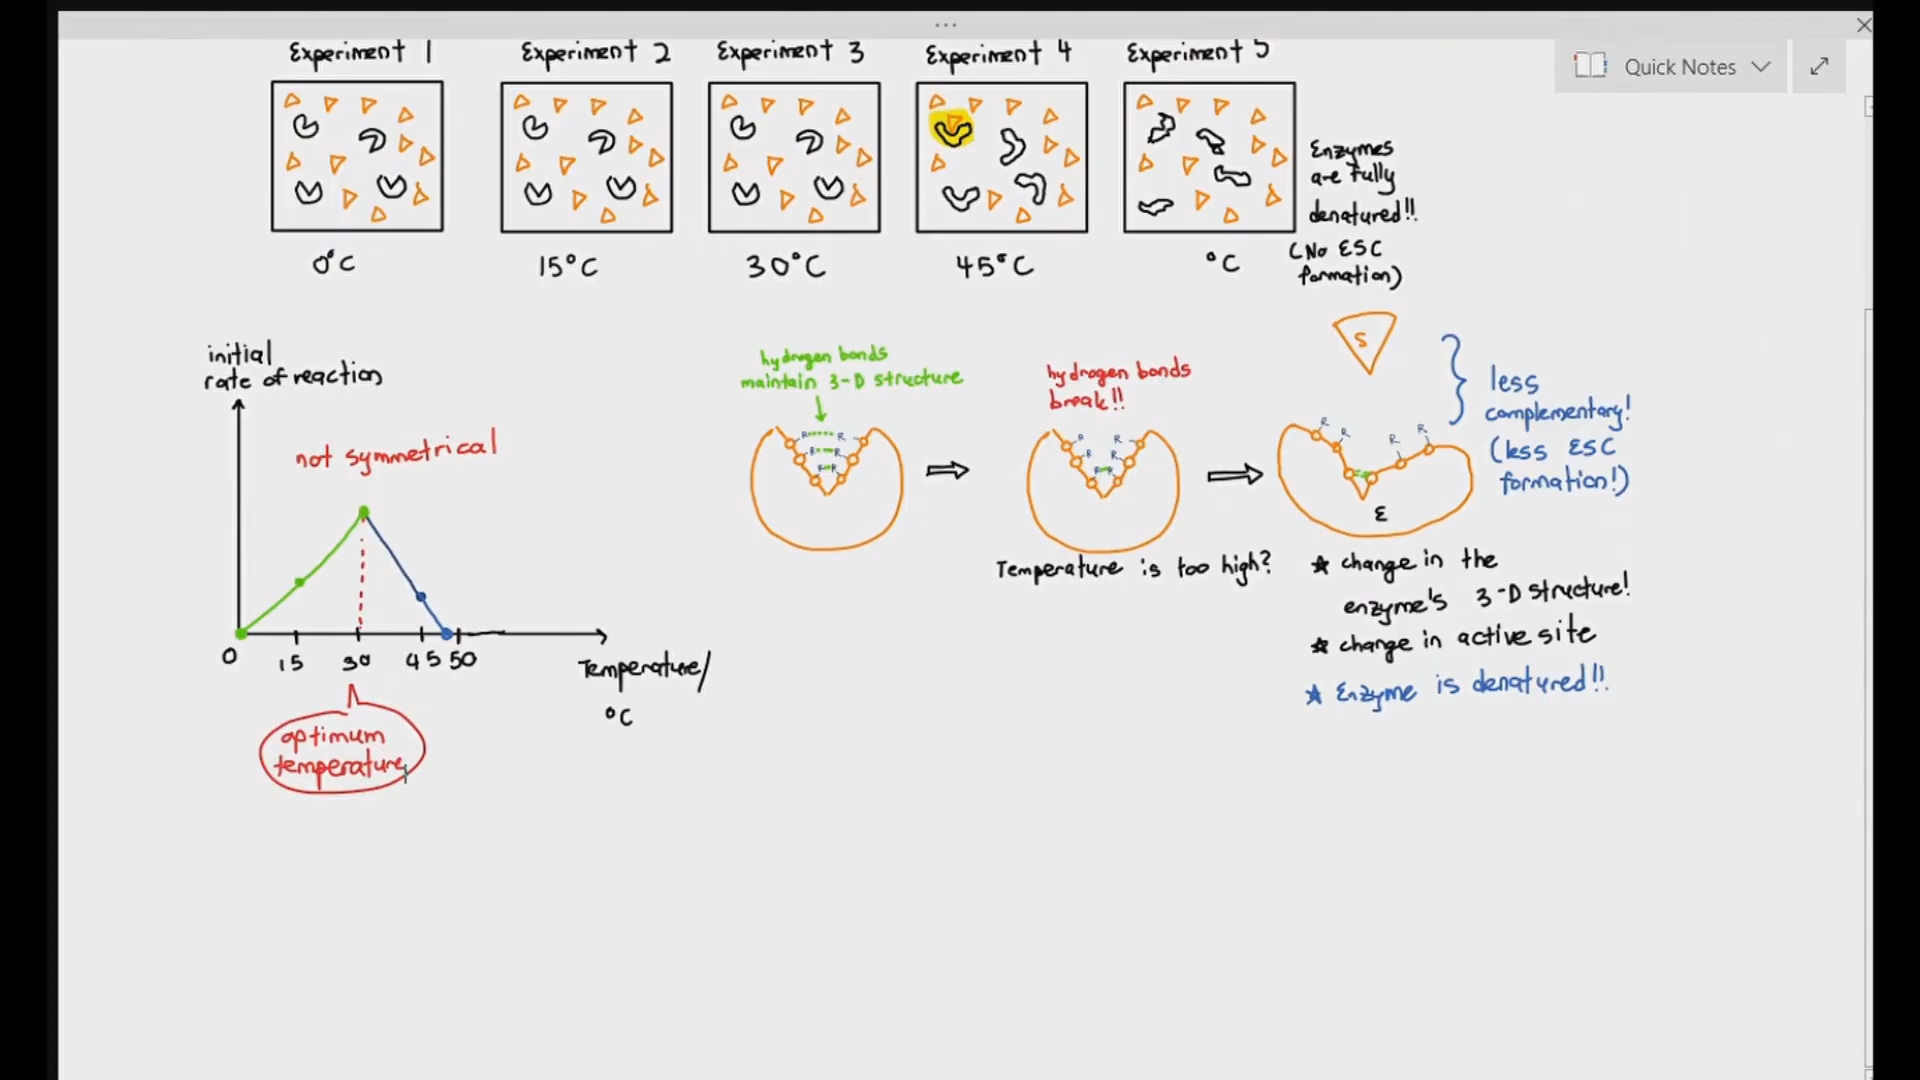 ...
Quick Notes
Experiment 1
Experiment 2
Experiment 3
Experiment 4
Experiment 5
Enzymes
are fully
denatured!!
(No ESC
formation)
0°C
15°C
30°C
45°C
°C
initial
rate of reaction
not symmetrical
0
15
30
45
50
Temperature/
°C
optimum
temperature
hydrogen bonds
maintain 3-D structure
R
R
R
R
R
R
hydrogen bonds
break!!
R
R
R
R
R
R
Temperature is too high?
S
R
R
R
R
E
less
complementary!
(less ESC
formation!)
★ change in the
enzyme's 3-D structure!
★ change in active site
★ Enzyme is denatured!!